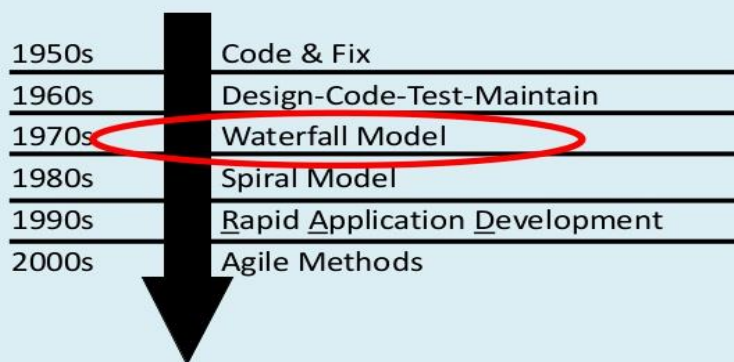 1950s Code & Fix
1960s Design-Code-Test-Maintain
1970s Waterfall Model
1980s Spiral Model
1990s Rapid Application Development
2000s Agile Methods